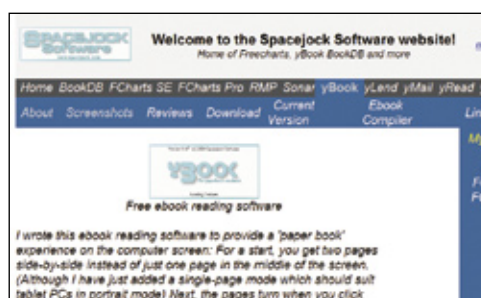 SPACEJOCK
Software
Welcome to the Spacejock Software website!
Home of Freecharts, yBook BookDB and more
Home BookDB FCharts SE FCharts Pro RMP Sonar yBook yLend yMail yRead
About Screenshots Reviews Download Current Version Ebook Compiler
YBOOK
Free ebook reading software
I wrote this ebook reading software to provide a 'paper book'
experience on the computer screen: For a start, you get two pages
side-by-side instead of just one page in the middle of the screen.
(Although I have just added a single-page mode which should suit
tablet PCs in portrait mode) Next, the pages turn when you click